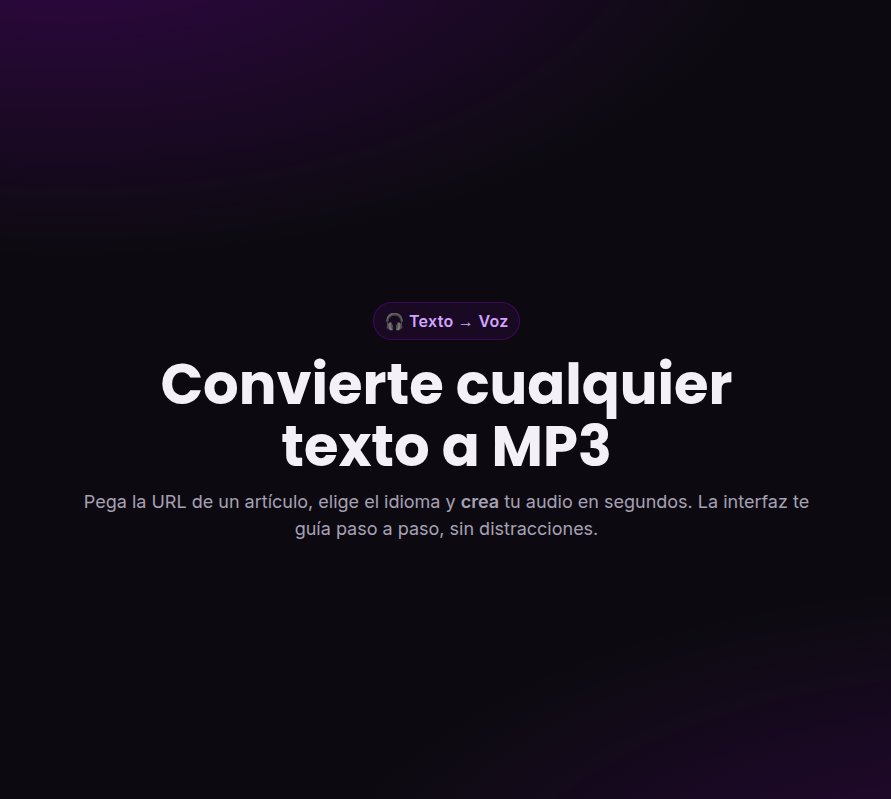 🎧 Texto → Voz
Convierte cualquier
texto a MP3
Pega la URL de un artículo, elige el idioma y crea tu audio en segundos. La interfaz te
guía paso a paso, sin distracciones.